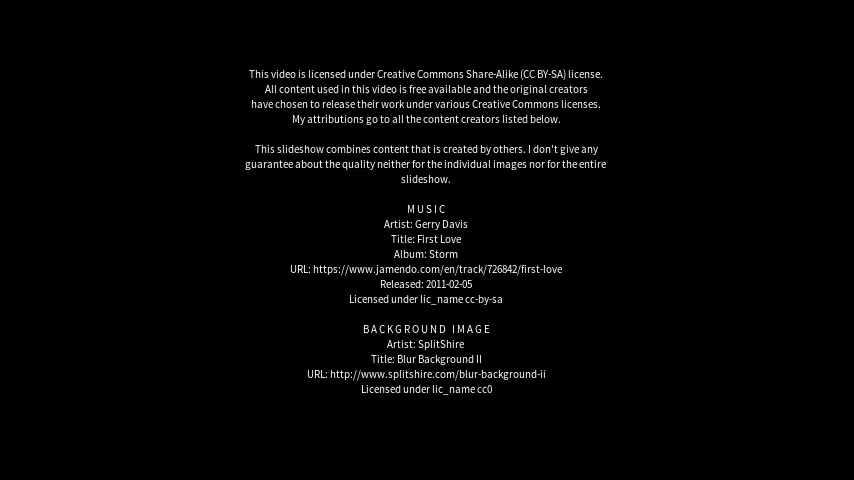 This video is licensed under Creative Commons Share-Alike (CC BY-SA) license.
All content used in this video is free available and the original creators
have chosen to release their work under various Creative Commons licenses.
My attributions go to all the content creators listed below.
This slideshow combines content that is created by others. I don't give any
guarantee about the quality neither for the individual images nor for the entire
slideshow.
MUSIC
Artist: Gerry Davis
Title: First Love
Album: Storm
URL: https://www.jamendo.com/en/track/726842/first-love
Released: 2011-02-05
Licensed under lic_name cc-by-sa
BACKGROUND IMAGE
Artist: SplitShire
Title: Blur Background II
URL: http://www.splitshire.com/blur-background-ii
Licensed under lic_name cc0